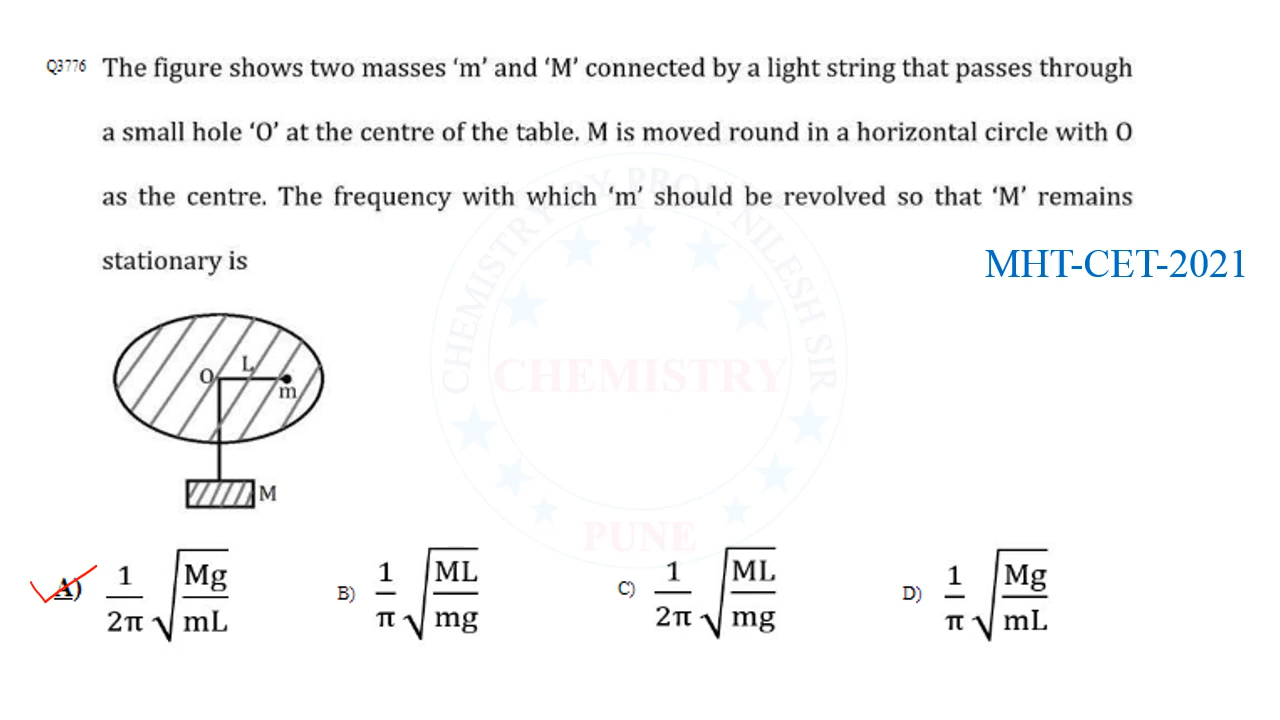 Q3776 The figure shows two masses ‘m’ and ‘M’ connected by a light string that passes through
a small hole ‘O’ at the centre of the table. M is moved round in a horizontal circle with O
as the centre. The frequency with which ‘m’ should be revolved so that ‘M’ remains
stationary is
MHT-CET-2021
CHEMISTRY BY PROF. NILESH SIR
CHEMISTRY
PUNE
O L
m
M
A) 1/2π √(Mg/mL) B) 1/π √(ML/mg) C) 1/2π √(ML/mg) D) 1/π √(Mg/mL)